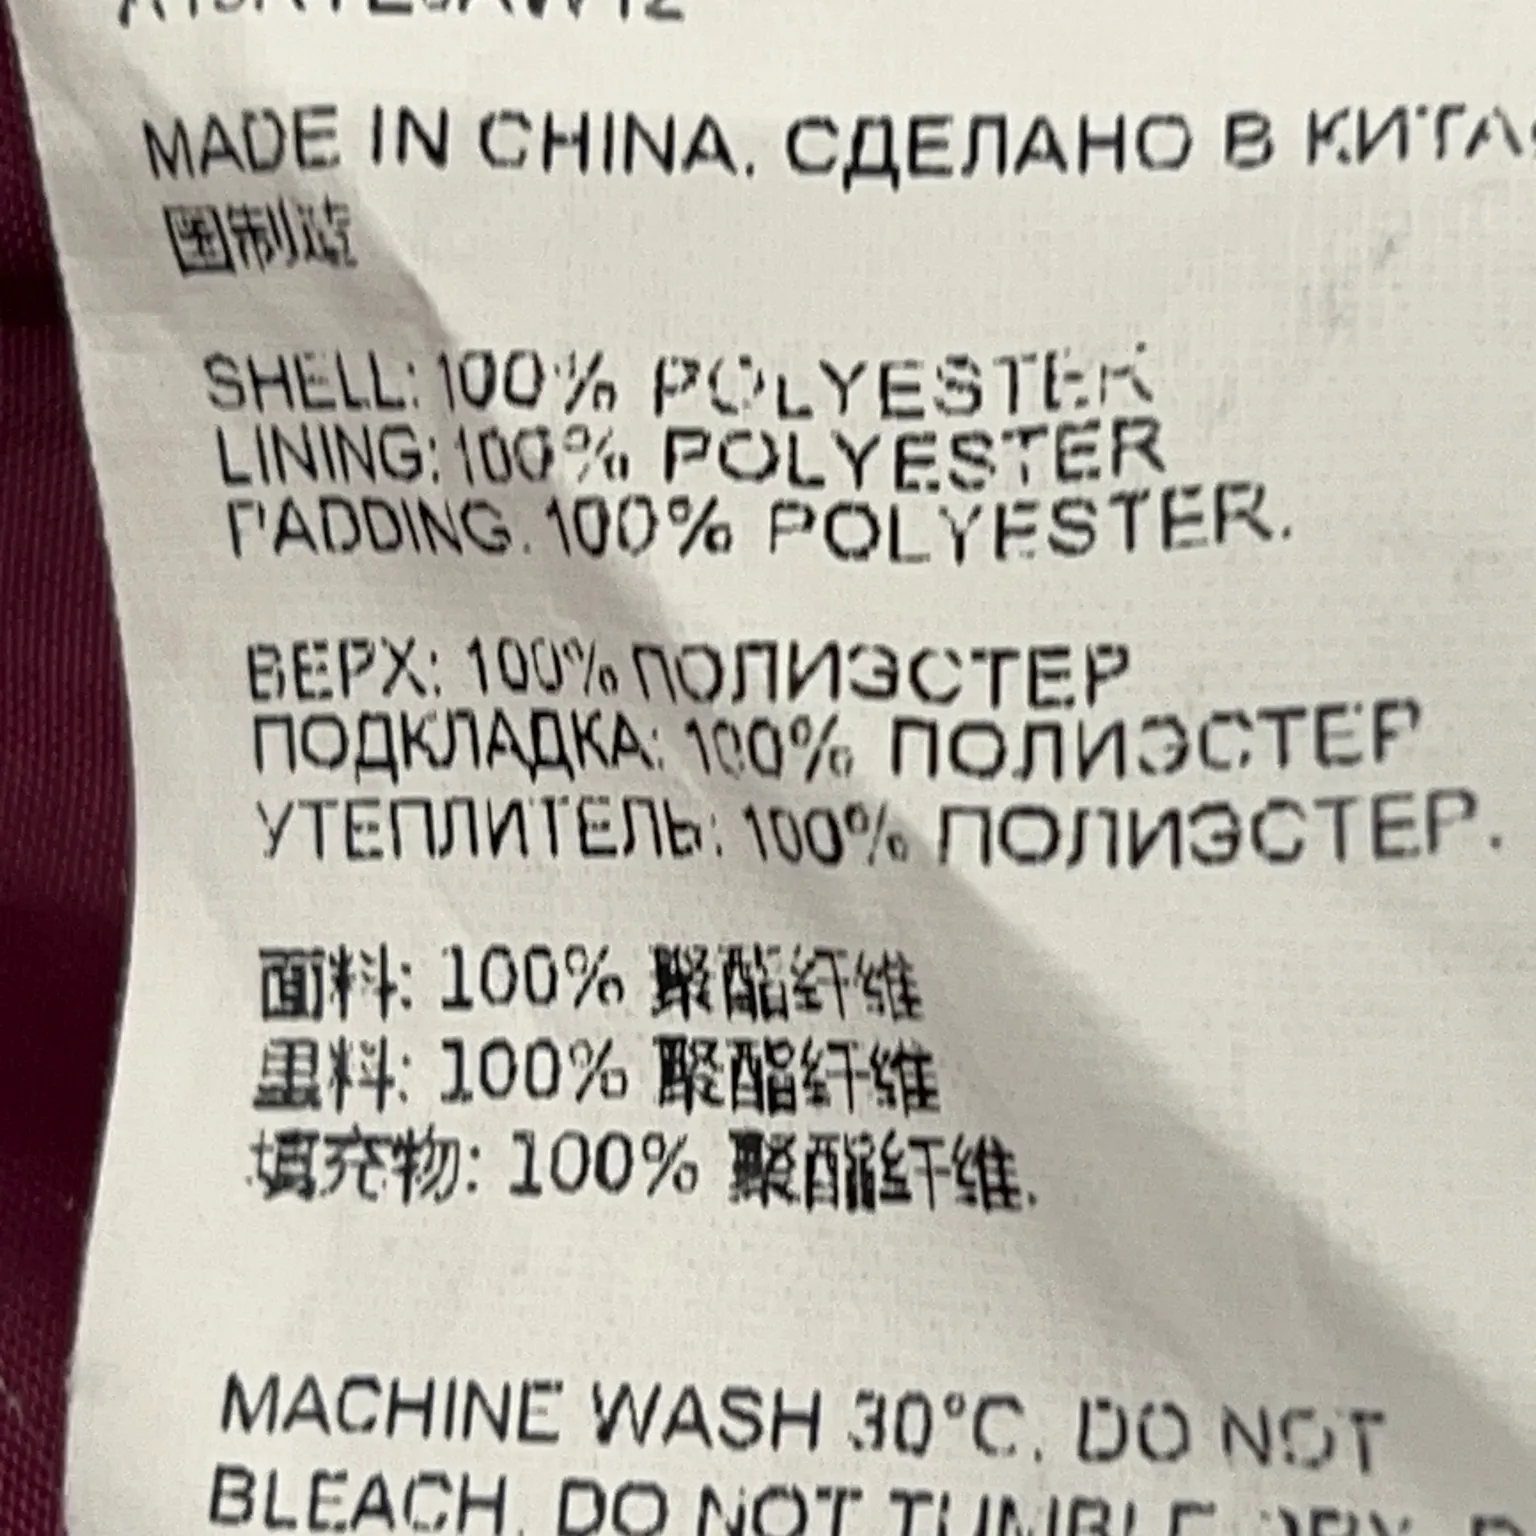 MADE IN CHINA. СДЕЛАНО В
国制造
SHELL: 100% POLYESTER
LINING: 100% POLYESTER
PADDING. 100% POLYESTER.
ВЕРХ: 100% ПОЛИЭСТЕР
ПОДКЛАДКА: 100% ПОЛИЭСТЕР
УТЕПЛИТЕЛЬ: 100% ПОЛИЭСТЕР.
面料: 100% 聚酯纤维
里料: 100% 聚酯纤维
填充物: 100% 聚酯纤维.
MACHINE WASH 30°C. DO NOT
BLEACH. DO NOT TUMBLE DRY.